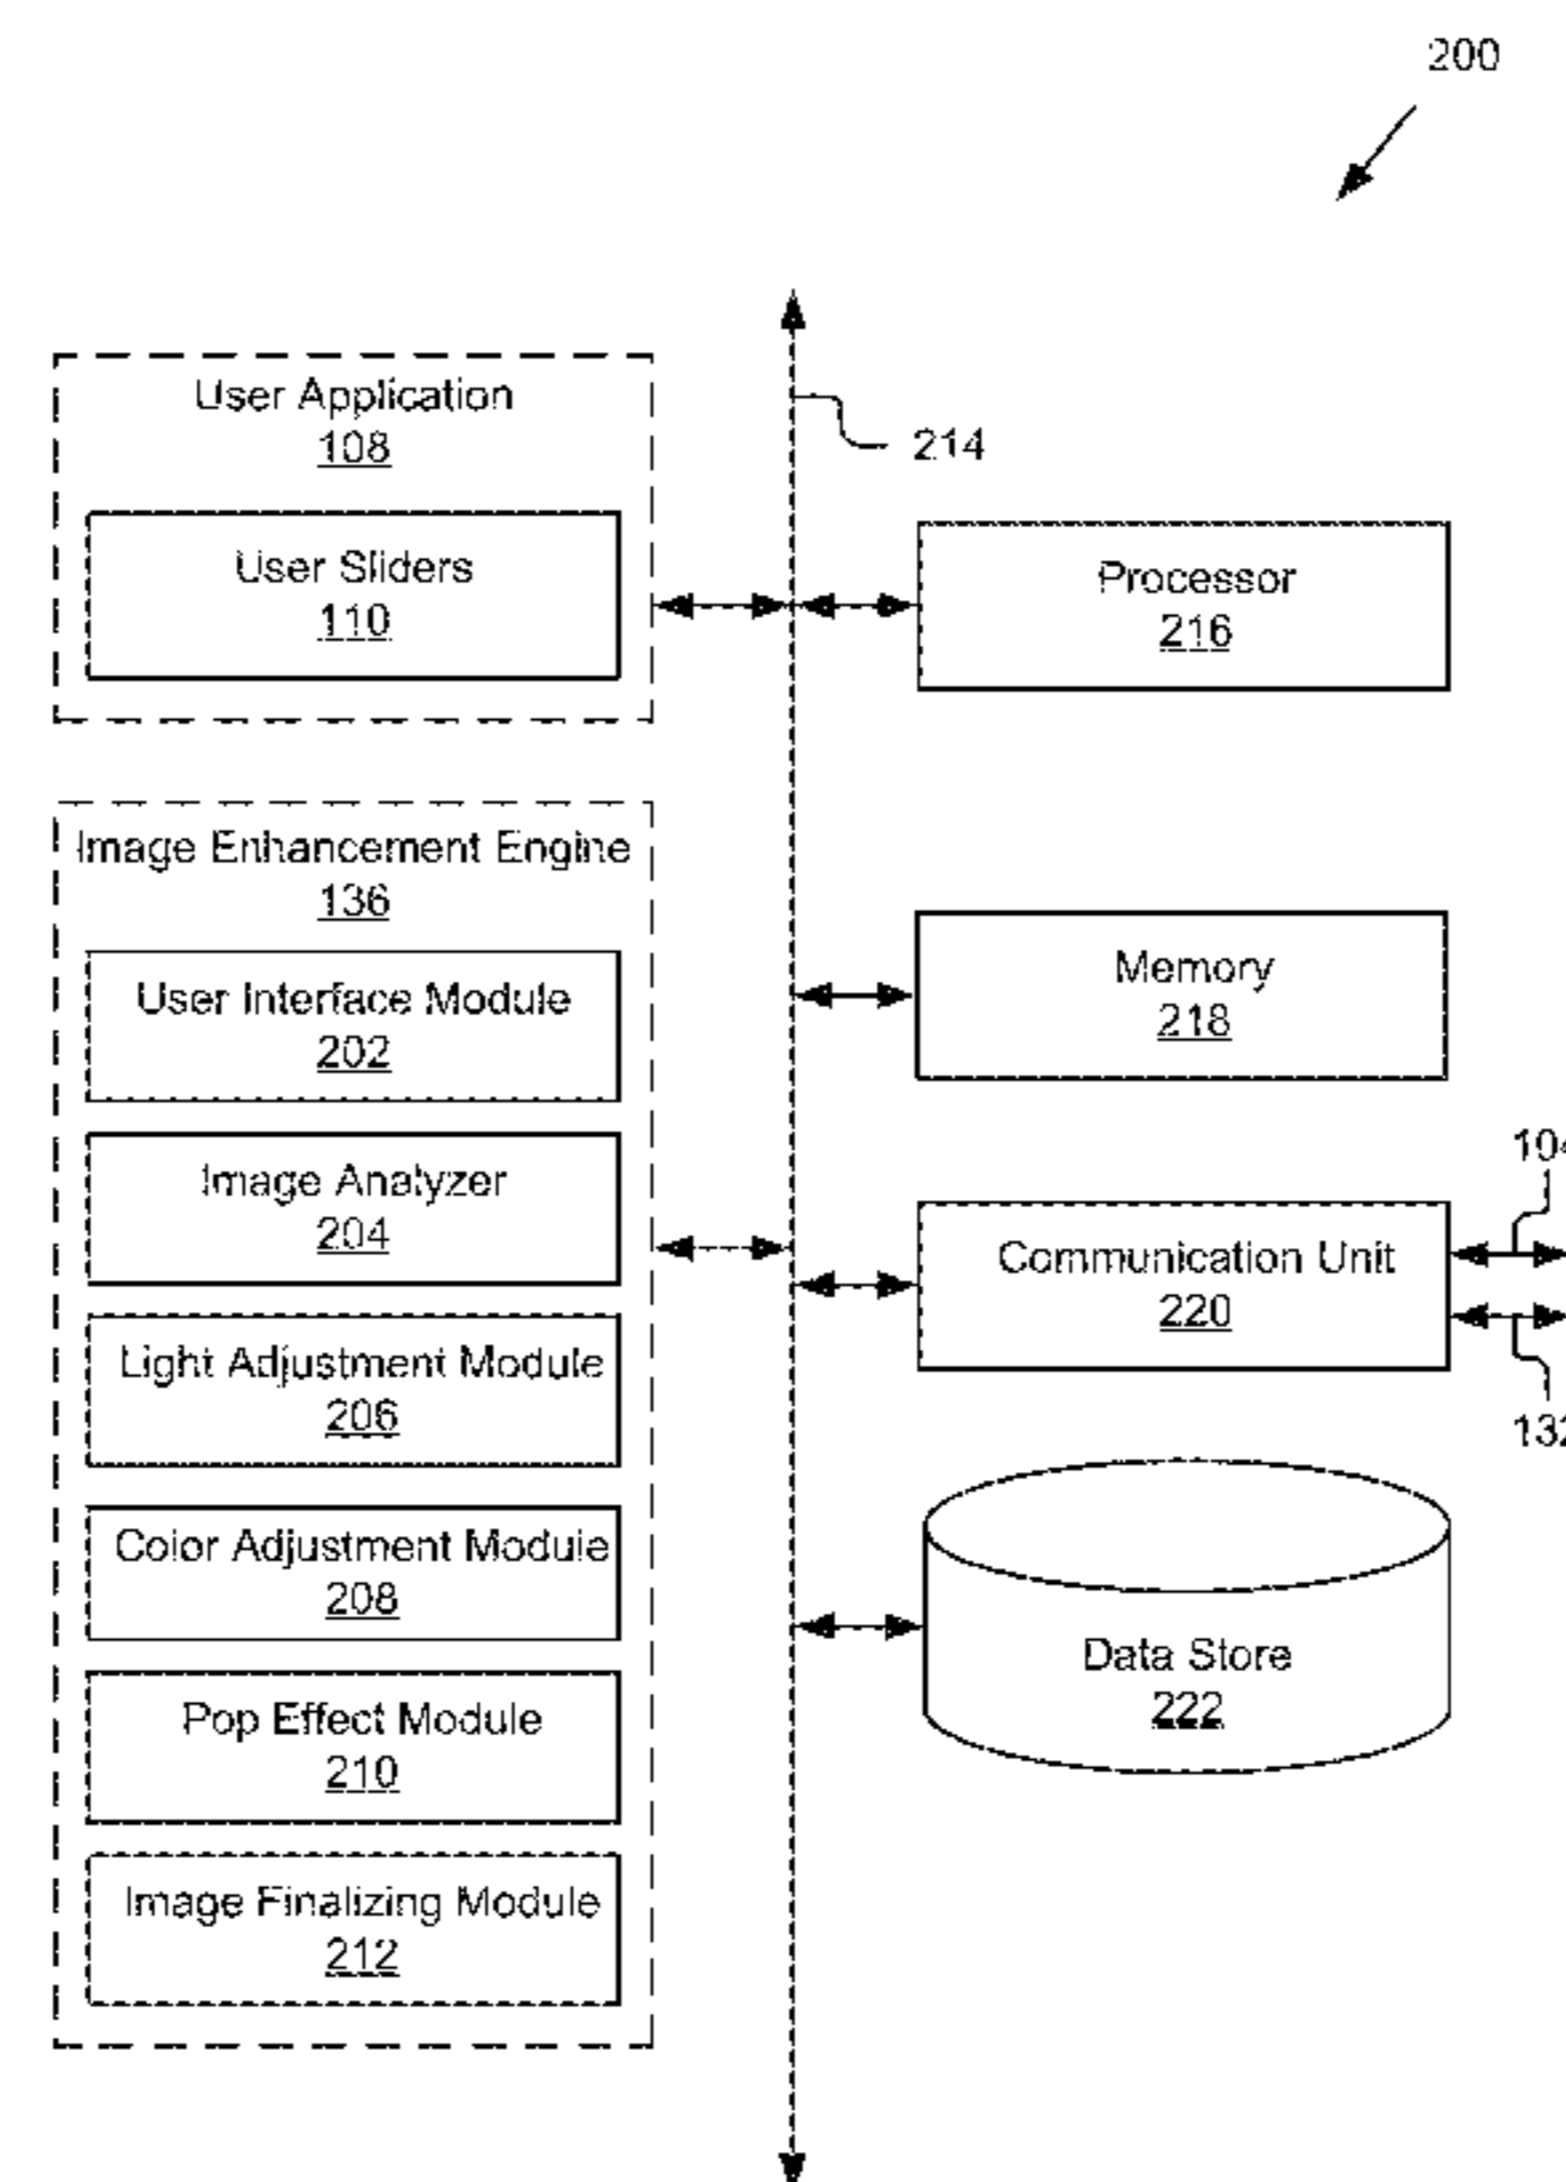 200
User Application
108
User Sliders
110
214
Processor
216
Image Enhancement Engine
136
User Interface Module
202
Image Analyzer
204
Light Adjustment Module
206
Color Adjustment Module
208
Pop Effect Module
210
Image Finalizing Module
212
Memory
218
Communication Unit
220
104
132
Data Store
222